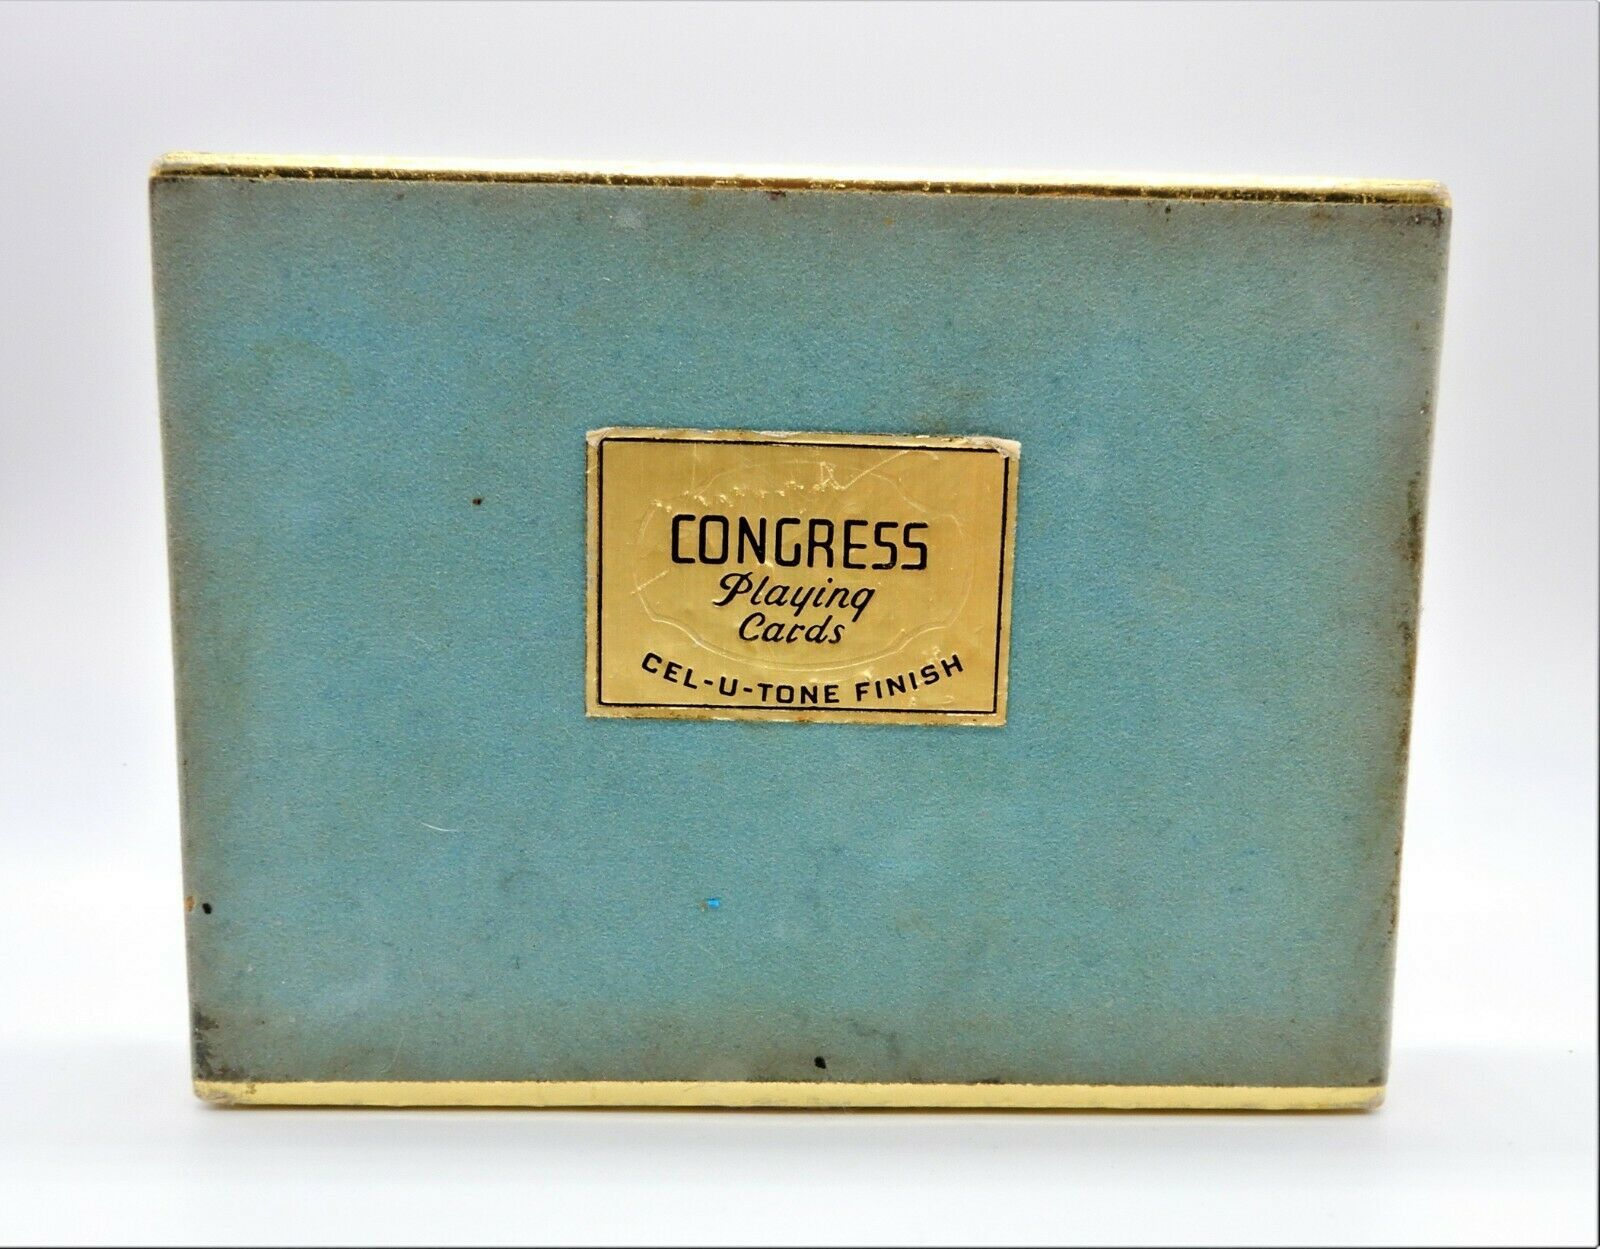 CONGRESS
Playing
Cards
CEL-U-TONE FINISH